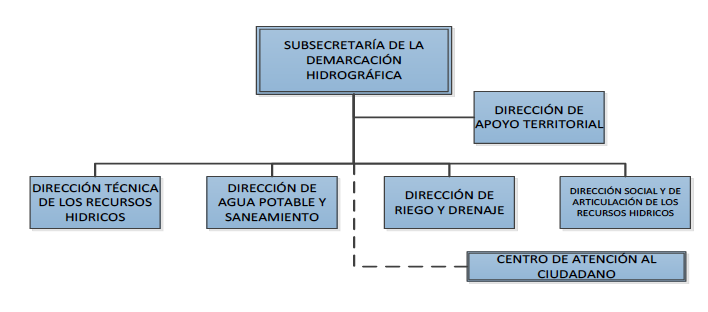 SUBSECRETARÍA DE LA
DEMARCACIÓN
HIDROGRÁFICA
DIRECCIÓN DE
APOYO TERRITORIAL
DIRECCIÓN TÉCNICA
DE LOS RECURSOS
HIDRICOS
DIRECCIÓN DE
AGUA POTABLE Y
SANEAMIENTO
DIRECCIÓN DE
RIEGO Y DRENAJE
DIRECCIÓN SOCIAL Y DE
ARTICULACIÓN DE LOS
RECURSOS HIDRICOS
CENTRO DE ATENCIÓN AL
CIUDADANO